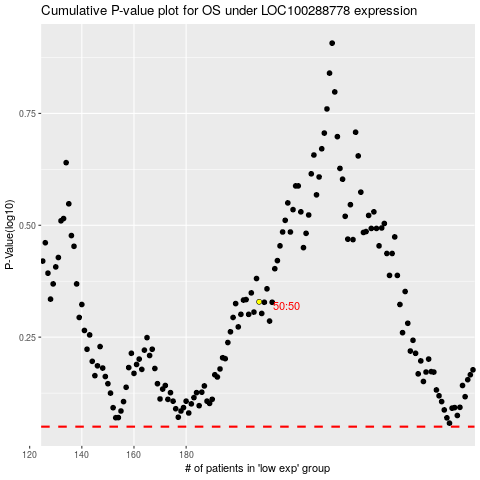 Cumulative P-value plot for OS under LOC100288778 expression
P-Value(log10)
0.75
0.50
0.25
50:50
120
140
160
180
# of patients in 'low exp' group